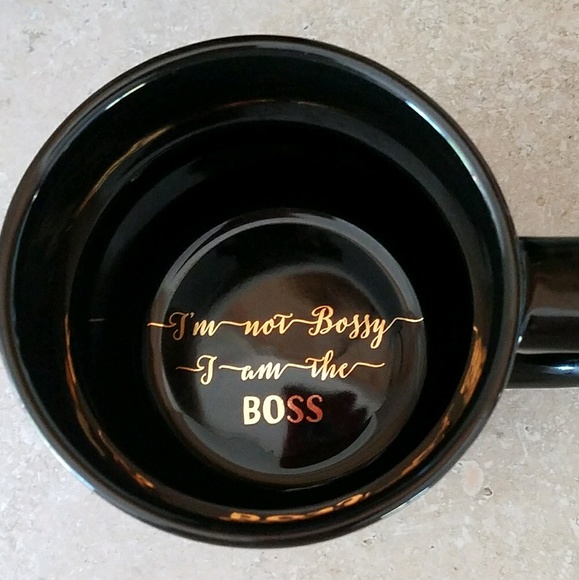 I'm not Bossy
I am the
BOSS